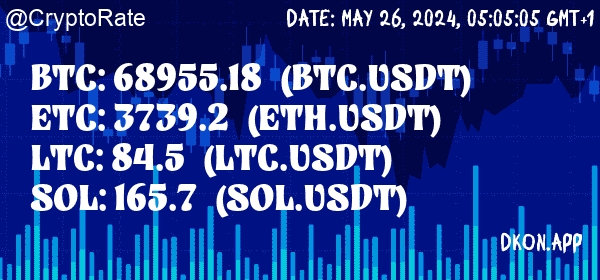 @CryptoRate
DATE: MAY 26, 2024, 05:05:05 GMT+1
BTC: 68955.18 (BTC.USDT)
ETC: 3739.2 (ETH.USDT)
LTC: 84.5 (LTC.USDT)
SOL: 165.7 (SOL.USDT)
DKON.APP